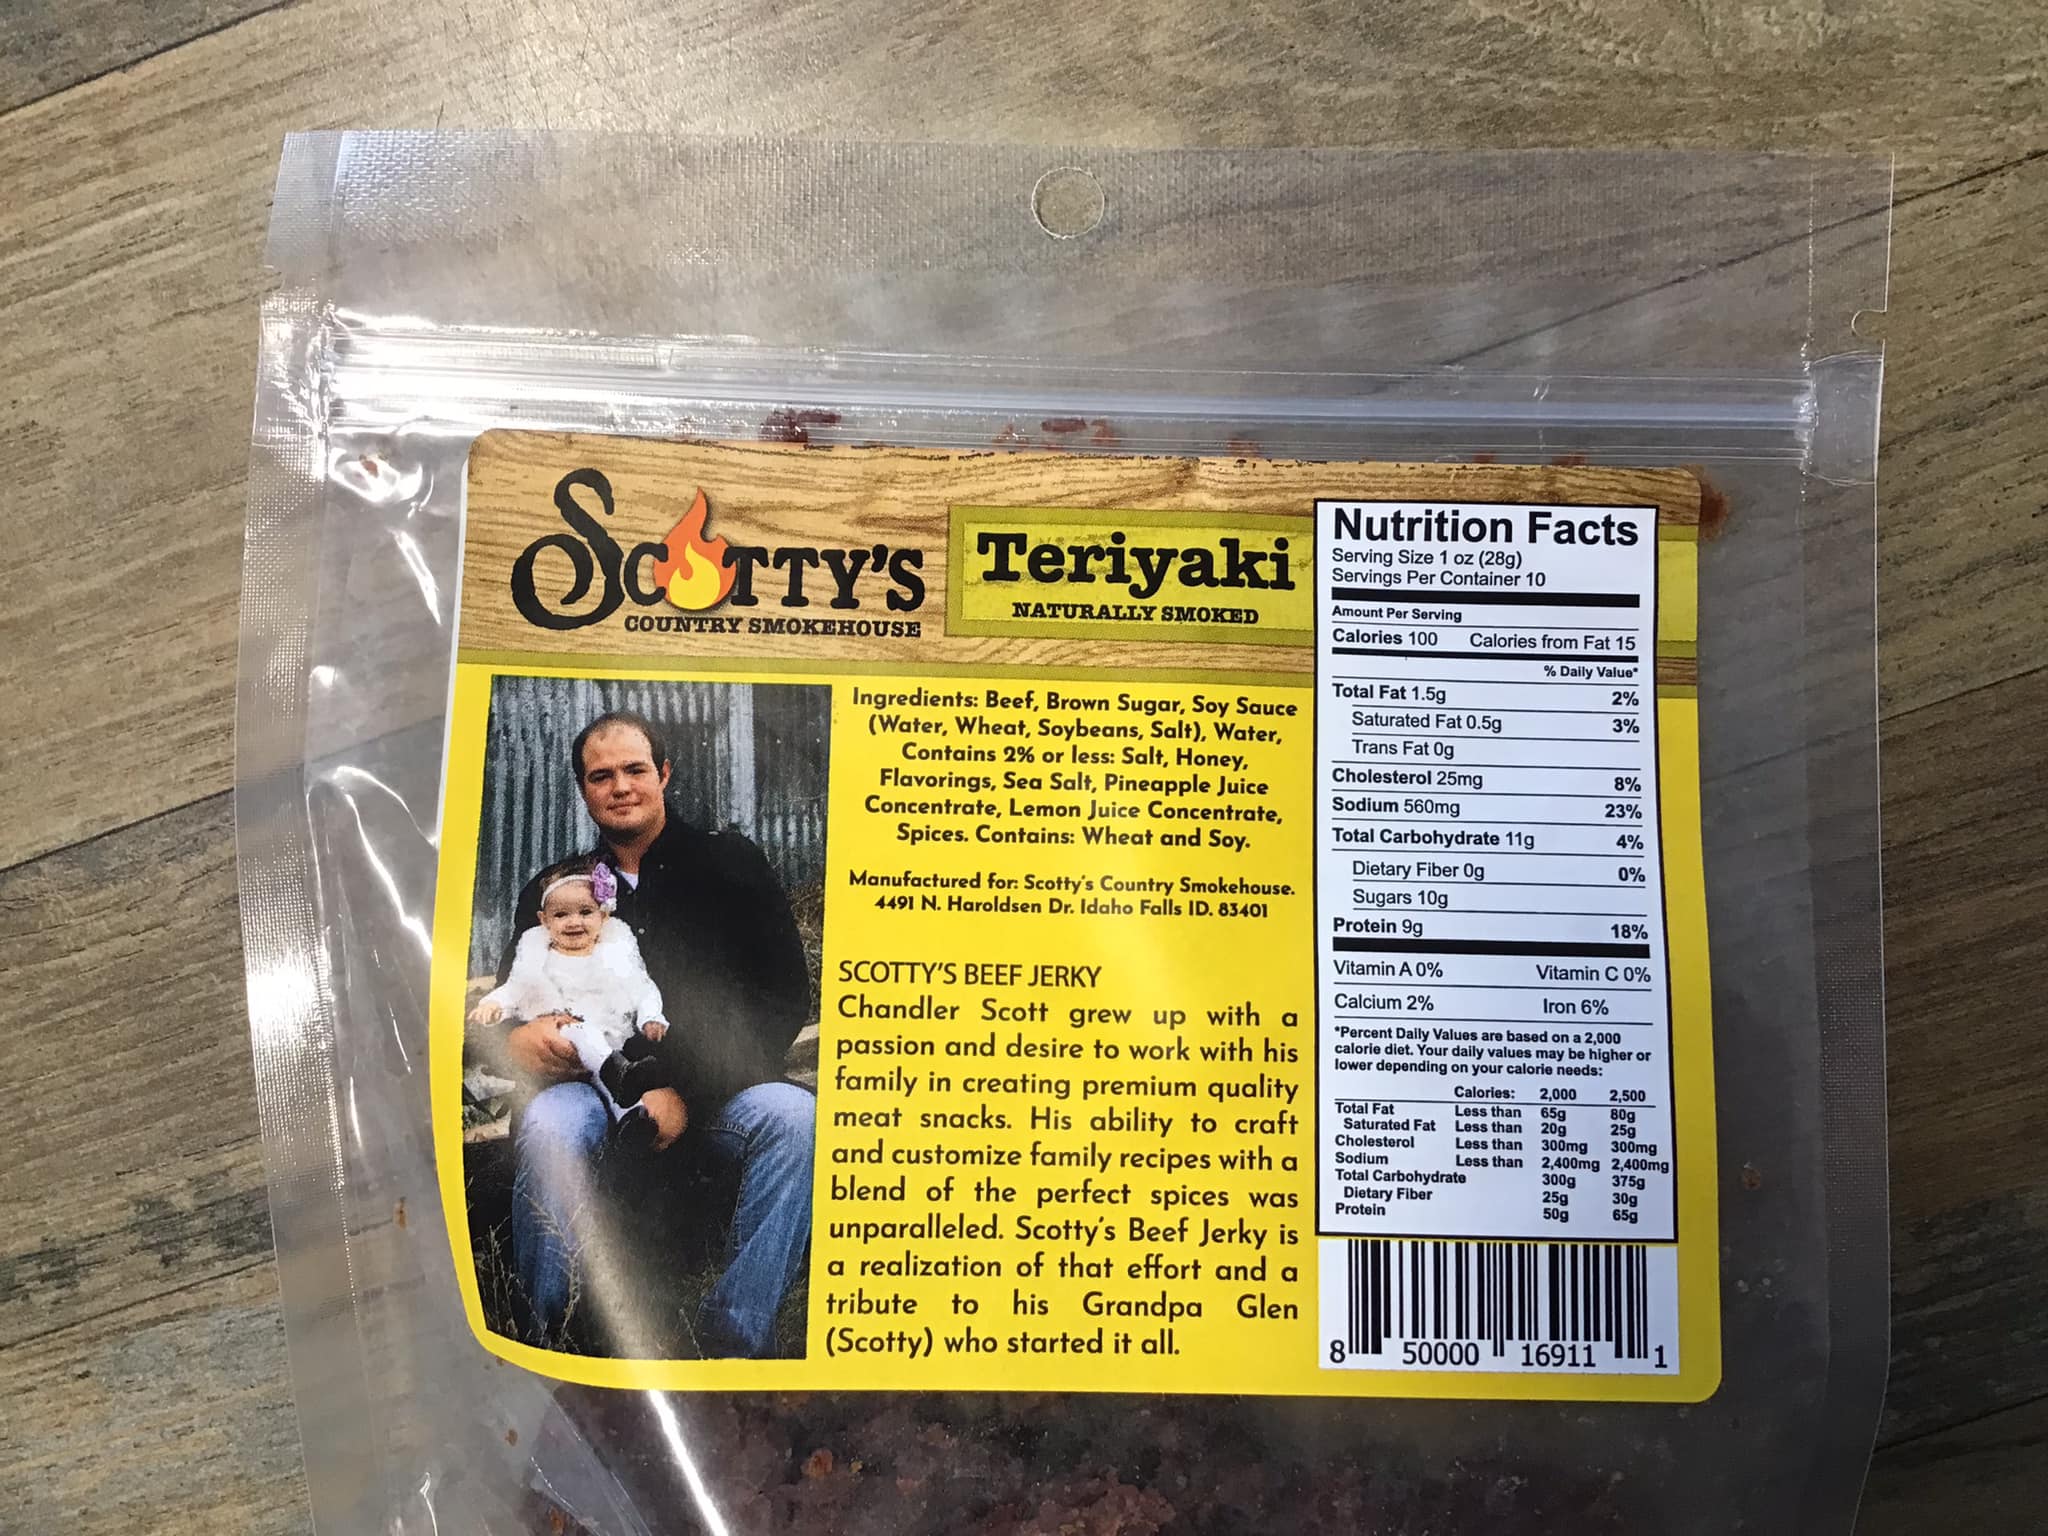 SCOTTY'S
COUNTRY SMOKEHOUSE
Teriyaki
NATURALLY SMOKED
Ingredients: Beef, Brown Sugar, Soy Sauce
(Water, Wheat, Soybeans, Salt), Water,
Contains 2% or less: Salt, Honey,
Flavorings, Sea Salt, Pineapple Juice
Concentrate, Lemon Juice Concentrate,
Spices. Contains: Wheat and Soy.
Manufactured for: Scotty's Country Smokehouse.
4491 N. Haroldsen Dr. Idaho Falls ID. 83401
SCOTTY'S BEEF JERKY
Chandler Scott grew up with a
passion and desire to work with his
family in creating premium quality
meat snacks. His ability to craft
and customize family recipes with a
blend of the perfect spices was
unparalleled. Scotty's Beef Jerky is
a realization of that effort and a
tribute to his Grandpa Glen
(Scotty) who started it all.
Nutrition Facts
Serving Size 1 oz (28g)
Servings Per Container 10
Amount Per Serving
Calories 100 Calories from Fat 15
% Daily Value*
Total Fat 1.5g 2%
Saturated Fat 0.5g 3%
Trans Fat 0g
Cholesterol 25mg 8%
Sodium 560mg 23%
Total Carbohydrate 11g 4%
Dietary Fiber 0g 0%
Sugars 10g
Protein 9g 18%
Vitamin A 0% Vitamin C 0%
Calcium 2% Iron 6%
*Percent Daily Values are based on a 2,000
calorie diet. Your daily values may be higher or
lower depending on your calorie needs:
Calories: 2,000 2,500
Total Fat Less than 65g 80g
Saturated Fat Less than 20g 25g
Cholesterol Less than 300mg 300mg
Sodium Less than 2,400mg 2,400mg
Total Carbohydrate 300g 375g
Dietary Fiber 25g 30g
Protein 50g 65g
8 50000 16911 1